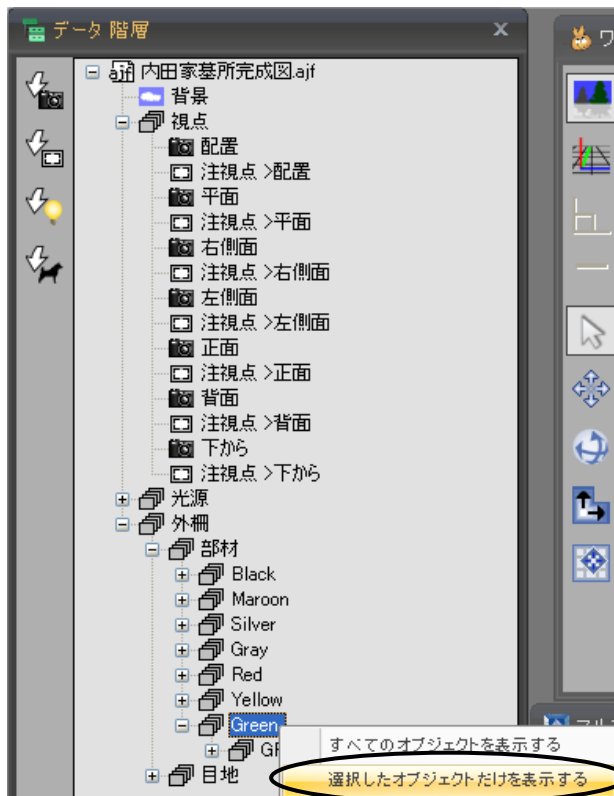 データ 階層
内田家墓所完成図.ajf
背景
視点
配置
注視点 >配置
平面
注視点 >平面
右側面
注視点 >右側面
左側面
注視点 >左側面
正面
注視点 >正面
背面
注視点 >背面
下から
注視点 >下から
光源
外柵
部材
Black
Maroon
Silver
Gray
Red
Yellow
Green
すべてのオブジェクトを表示する
目地
選択したオブジェクトだけを表示する